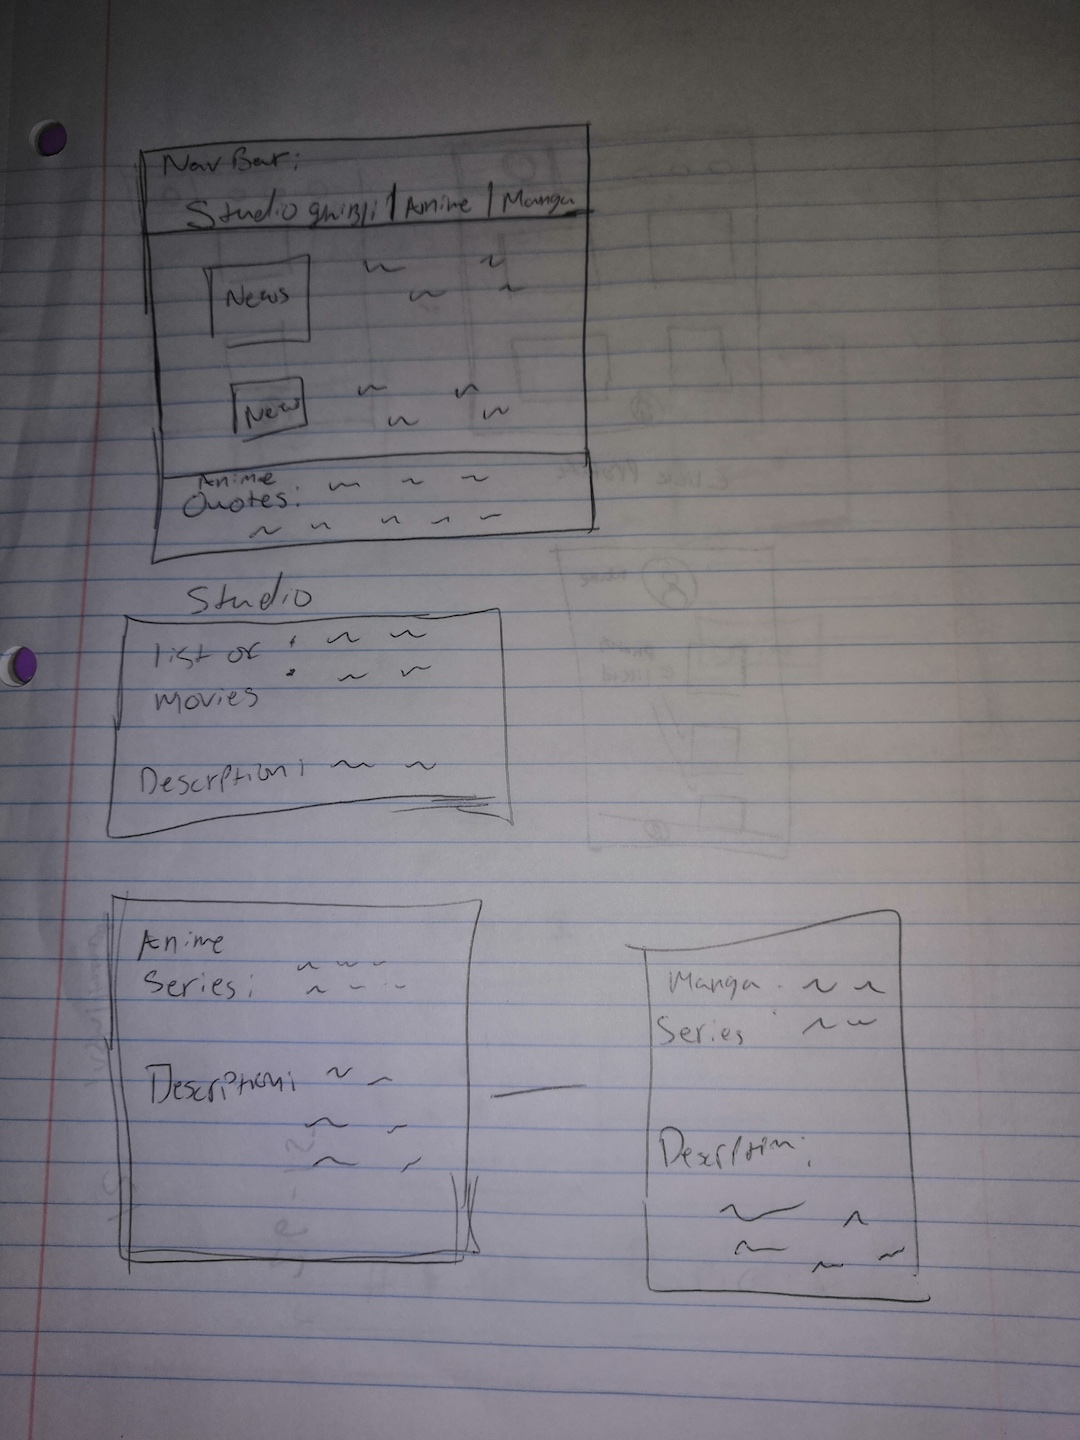 Nav Bar:
Studio Ghibli | Anime | Manga
News
News
Anime
Quotes:
Studio
list of :
movies
Description:
Anime
Series:
Description:
Manga :
Series
Description: